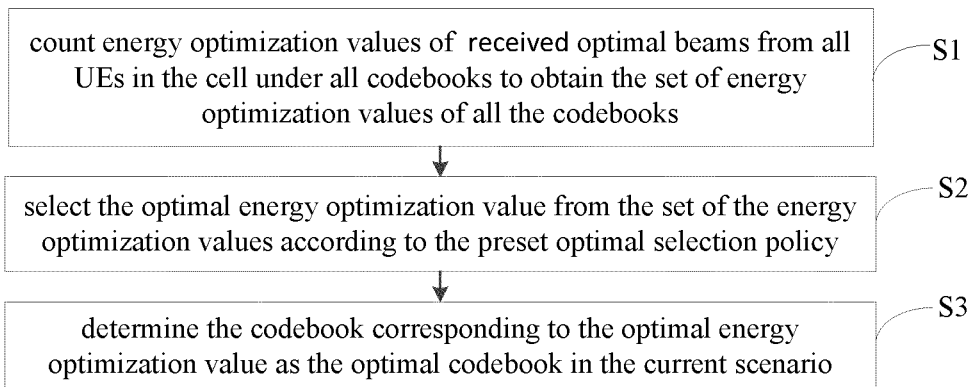 count energy optimization values of received optimal beams from all
UEs in the cell under all codebooks to obtain the set of energy
optimization values of all the codebooks
S1
select the optimal energy optimization value from the set of the energy
optimization values according to the preset optimal selection policy
S2
determine the codebook corresponding to the optimal energy
optimization value as the optimal codebook in the current scenario
S3